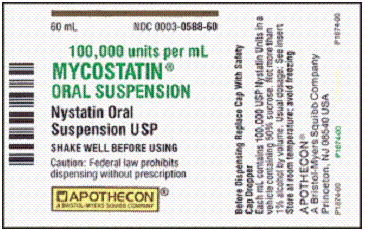 60 mL NDC 0003-0588-60
100,000 units per mL
MYCOSTATIN®
ORAL SUSPENSION
Nystatin Oral
Suspension USP
SHAKE WELL BEFORE USING
Caution: Federal law prohibits
dispensing without prescription
APOTHECON®
A BRISTOL-MYERS SQUIBB COMPANY
Before Dispensing Replace Cap With Safety
Cap Dropper
Each mL contains 100,000 USP Nystatin Units in a
vehicle containing 50% sucrose. Not more than
1% alcohol by volume. Usual dosage: See insert
Store at room temperature; avoid freezing
APOTHECON®
A Bristol-Myers Squibb Company
Princeton, NJ 08540 USA